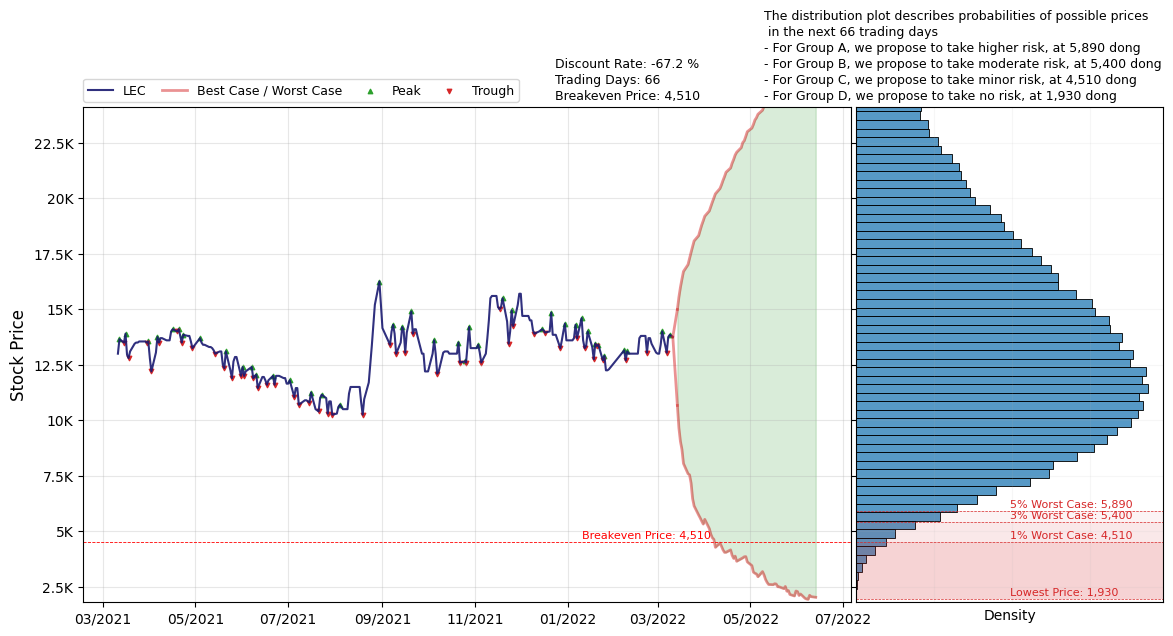 The distribution plot describes probabilities of possible prices
in the next 66 trading days
- For Group A, we propose to take higher risk, at 5,890 dong
- For Group B, we propose to take moderate risk, at 5,400 dong
- For Group C, we propose to take minor risk, at 4,510 dong
- For Group D, we propose to take no risk, at 1,930 dong
Discount Rate: -67.2 %
Trading Days: 66
Breakeven Price: 4,510
LEC
Best Case / Worst Case
Peak
Trough
Stock Price
22.5K
20K
17.5K
15K
12.5K
10K
7.5K
5K
2.5K
Breakeven Price: 4,510
03/2021
05/2021
07/2021
09/2021
11/2021
01/2022
03/2022
05/2022
07/2022
5% Worst Case: 5,890
3% Worst Case: 5,400
1% Worst Case: 4,510
Lowest Price: 1,930
Density